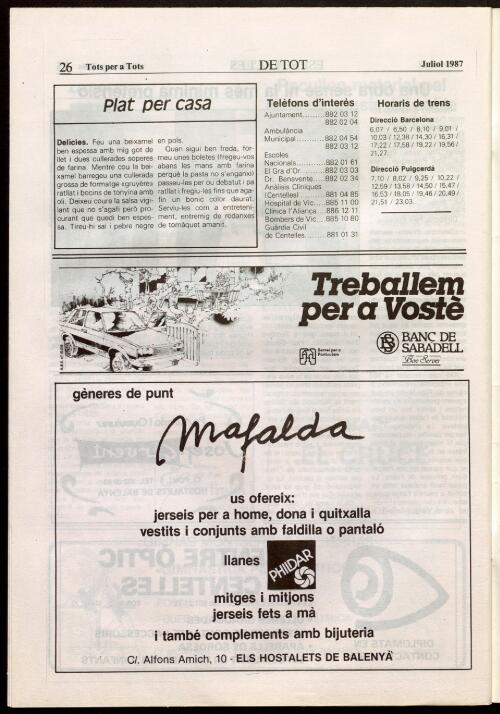 26 Tots per a Tots DE TOT Juliol 1987
Plat per casa
Delícies. Feu una beixamel
ben espessa amb mig got de
llet i dues cullerades soperes
de farina. Mentre cou la bei-
xamel barregeu una cullerada
grossa de formatge gruyère
ratllat i bocins de tonyina amb
oli. Deixeu coure la salsa vigi-
lant que no s'agafi però pro-
curant que quedi ben espes-
sa. Tireu-hi sal i pebre negre
en pols.
Quan sigui ben freda, for-
meu unes boletes (fregeu-vos
abans les mans amb farina
perquè la pasta no s'enganxi)
passeu-les per ou debatut i pa
ratllat i fregiu-les fins que aga-
fin un bonic color daurat.
Serviu-les com a entreteni-
ment, entremig de rodanxes
de tomàquet amanit.
Telèfons d'interés
Ajuntament 882 03 12
882 02 04
Ambulància
Municipal 882 04 54
882 03 12
Escoles
Nacionals 882 01 61
El Gra d'Or 882 03 03
Dr. Benavente 882 02 34
Anàlisis Clíniques
(Centelles) 881 04 85
Hospital de Vic 885 11 00
Clínica l'Aliança 886 12 11
Bombers de Vic 885 10 80
Guàrdia Civil
de Centelles 881 01 31
Horaris de trens
Direcció Barcelona
6,07 / 6,50 / 8,10 / 9,01 /
10,03 / 12,38 / 14,30 / 16,31 /
17,22 / 17,58 / 19,22 / 19,56 /
21,27.
Direcció Puigcerdà
7,10 / 8,02 / 9,25 / 10,22 /
12,59 / 13,58 / 14,50 / 15,47 /
16,53 / 18,05 / 19,46 / 20,49 /
21,51 / 23,03.
Treballem
per a Vostè
Servei per a
Particulars
BANC DE
SABADELL
Bon Servei
gèneres de punt
Mafalda
us ofereix:
jerseis per a home, dona i quitxalla
vestits i conjunts amb faldilla o pantaló
llanes PHILDAR
mitges i mitjons
jerseis fets a mà
i també complements amb bijuteria
C/. Alfons Amich, 10 - ELS HOSTALETS DE BALENYÀ